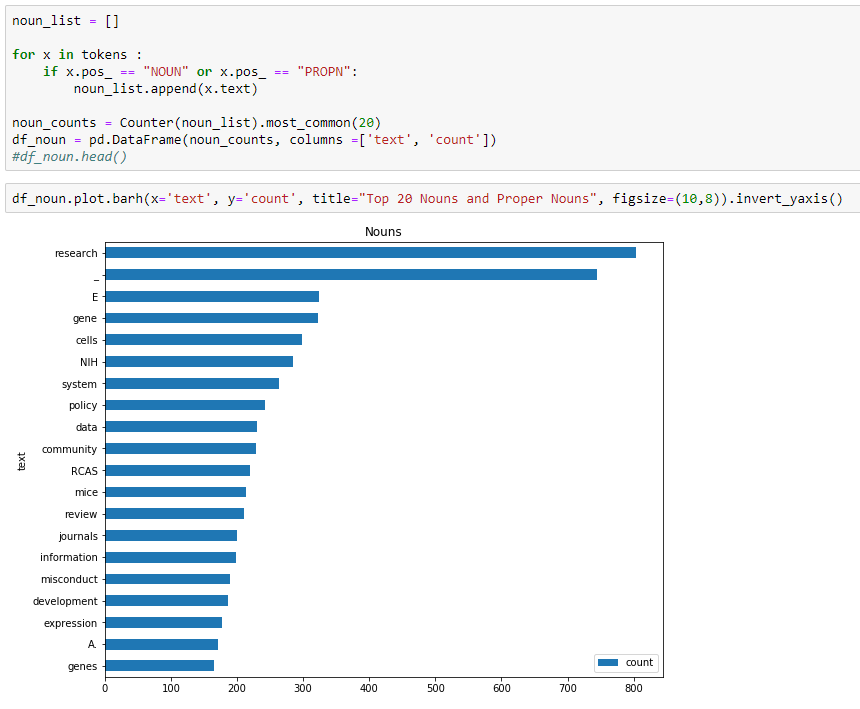 noun_list = []
for x in tokens :
if x.pos_ == "NOUN" or x.pos_ == "PROPN":
noun_list.append(x.text)
noun_counts = Counter(noun_list).most_common(20)
df_noun = pd.DataFrame(noun_counts, columns =['text', 'count'])
#df_noun.head()
df_noun.plot.barh(x='text', y='count', title="Top 20 Nouns and Proper Nouns", figsize=(10,8)).invert_yaxis()
Nouns
research
_
E
gene
cells
NIH
system
policy
data
community
RCAS
mice
review
journals
information
misconduct
development
expression
A.
genes
text
count
0 100 200 300 400 500 600 700 800